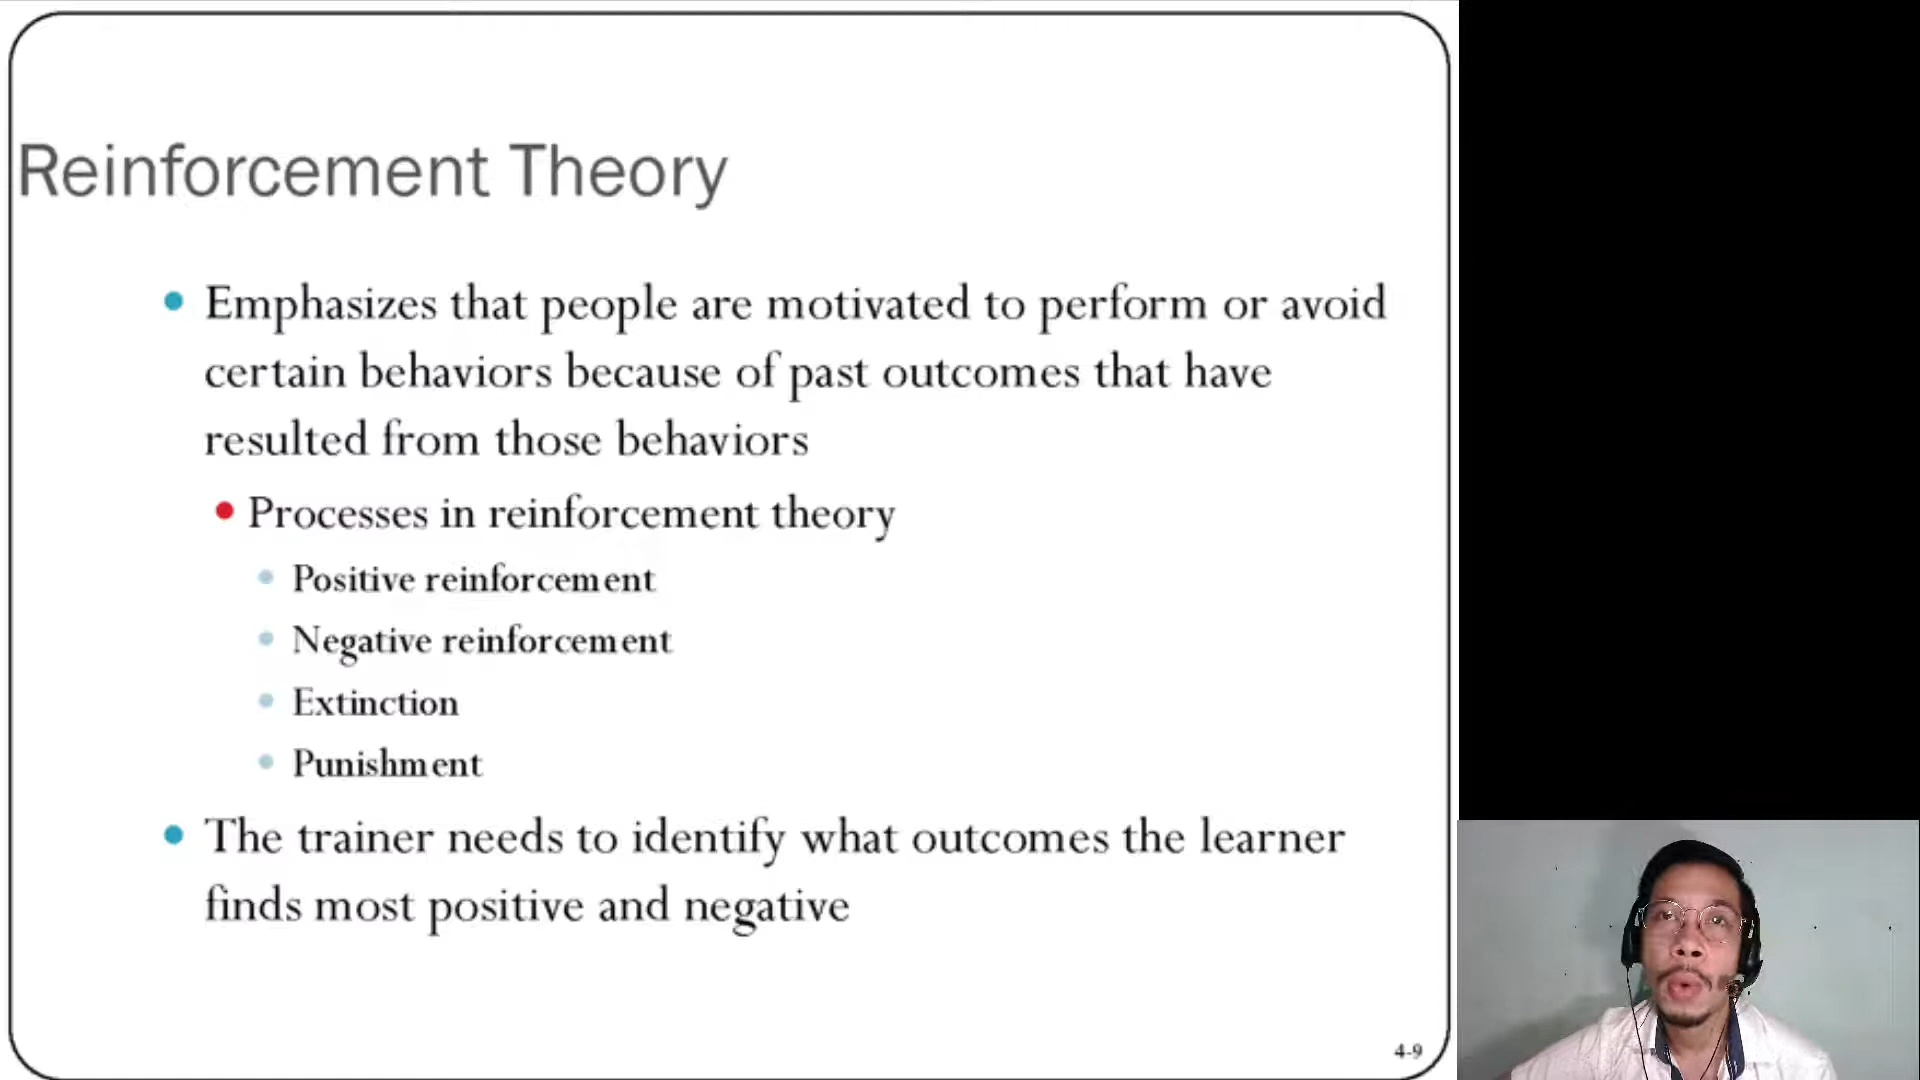 Reinforcement Theory
Emphasizes that people are motivated to perform or avoid
certain behaviors because of past outcomes that have
resulted from those behaviors
Processes in reinforcement theory
Positive reinforcement
Negative reinforcement
Extinction
Punishment
The trainer needs to identify what outcomes the learner
finds most positive and negative
4-9